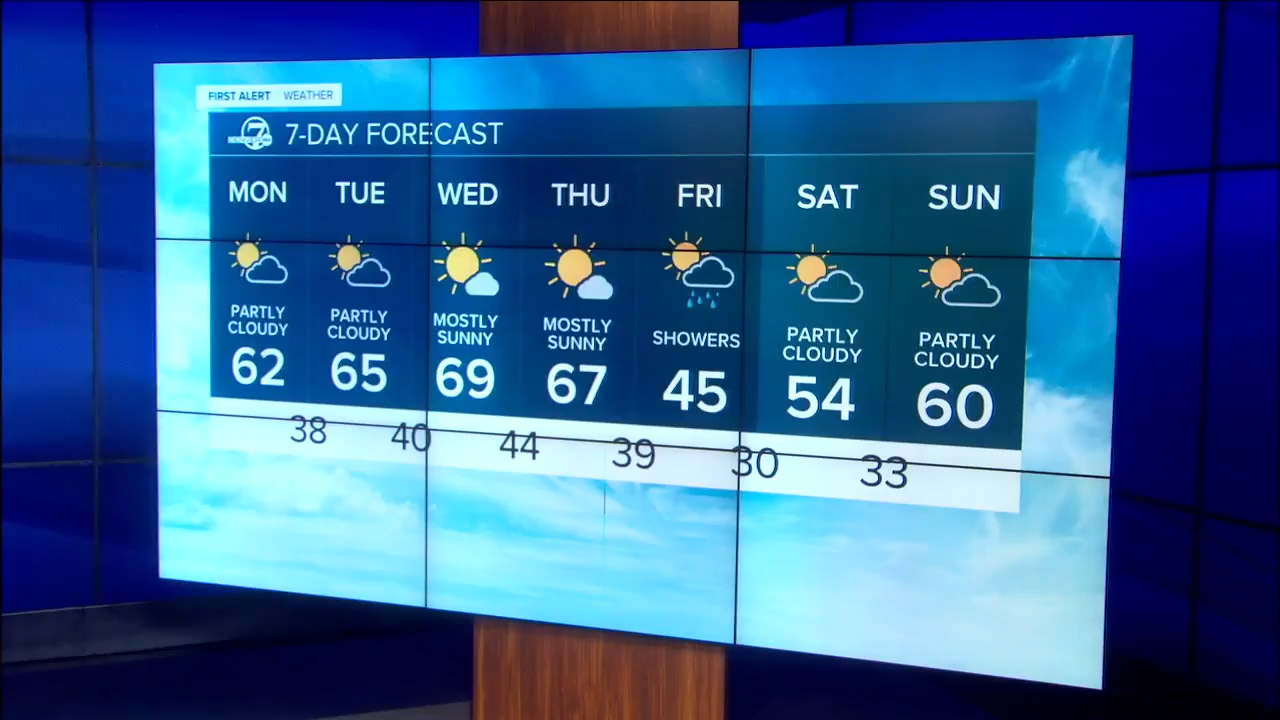 FIRST ALERT WEATHER
7 7-DAY FORECAST
MON TUE WED THU FRI SAT SUN
PARTLY CLOUDY
PARTLY CLOUDY
MOSTLY SUNNY
MOSTLY SUNNY
SHOWERS
PARTLY CLOUDY
PARTLY CLOUDY
62 65 69 67 45 54 60
38 40 44 39 30 33